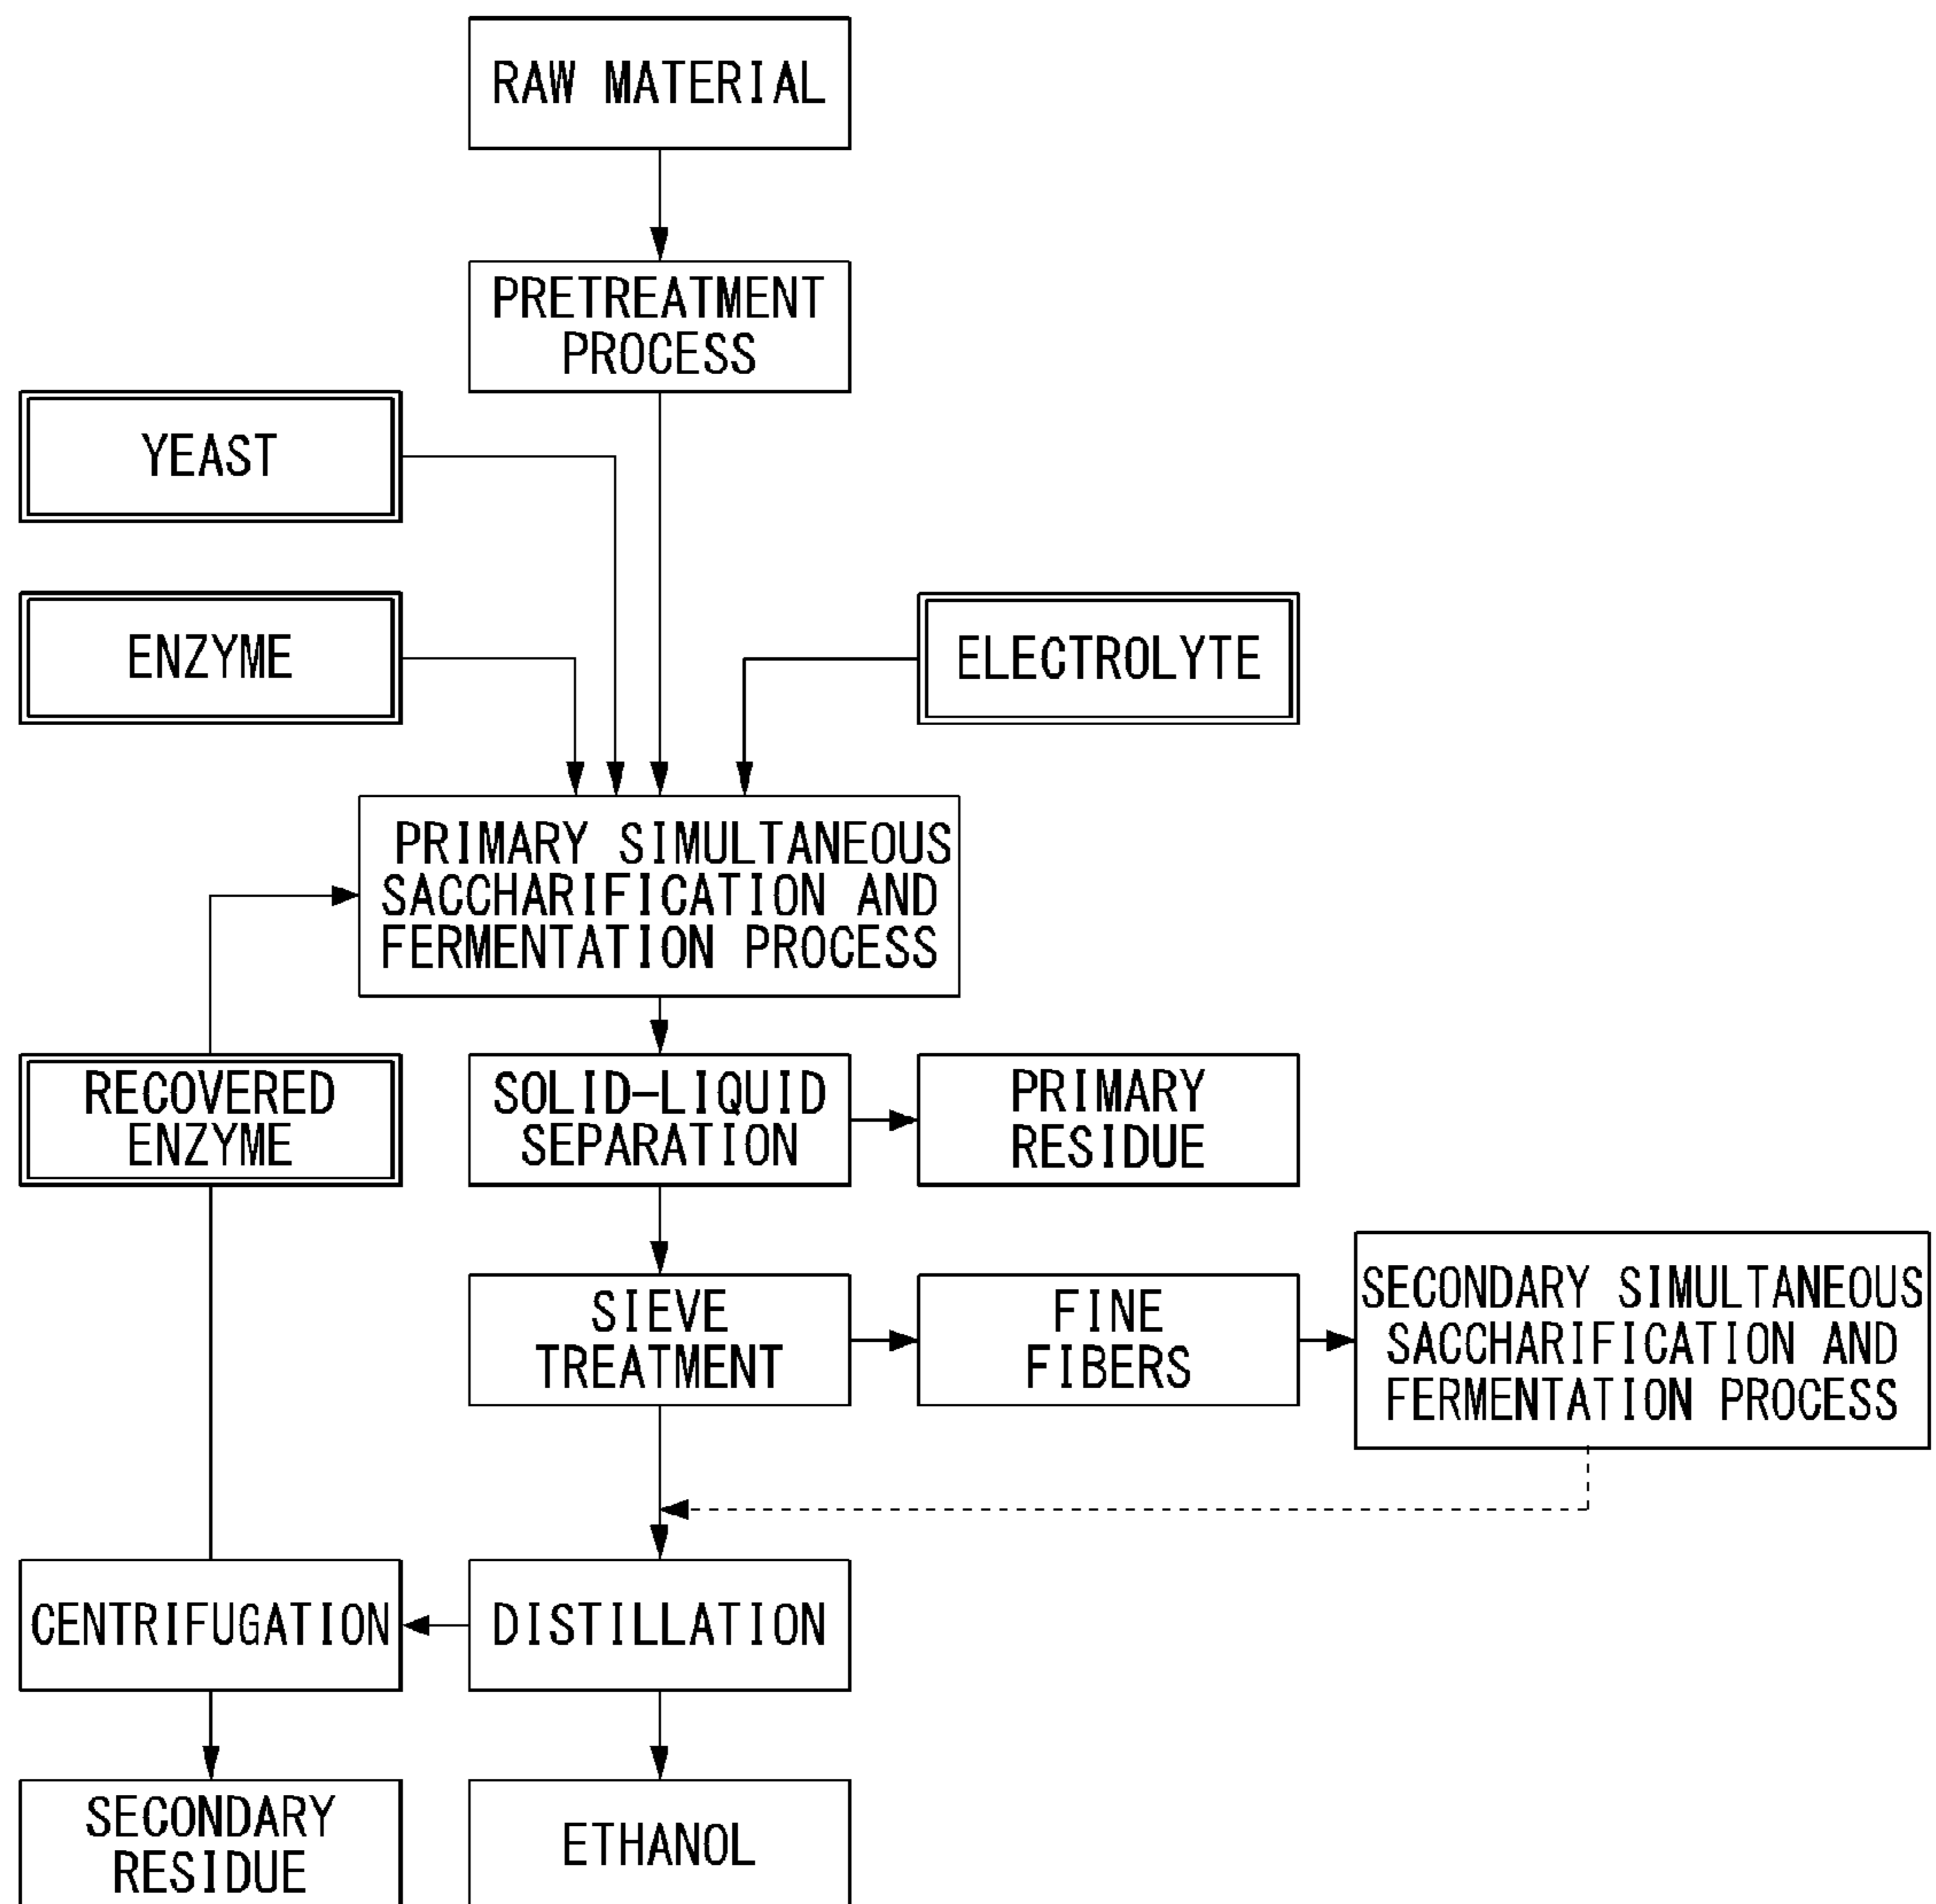 RAW MATERIAL
PRETREATMENT
PROCESS
YEAST
ENZYME
ELECTROLYTE
PRIMARY SIMULTANEOUS
SACCHARIFICATION AND
FERMENTATION PROCESS
RECOVERED
ENZYME
SOLID-LIQUID
SEPARATION
PRIMARY
RESIDUE
SIEVE
TREATMENT
FINE
FIBERS
SECONDARY SIMULTANEOUS
SACCHARIFICATION AND
FERMENTATION PROCESS
CENTRIFUGATION
DISTILLATION
SECONDARY
RESIDUE
ETHANOL